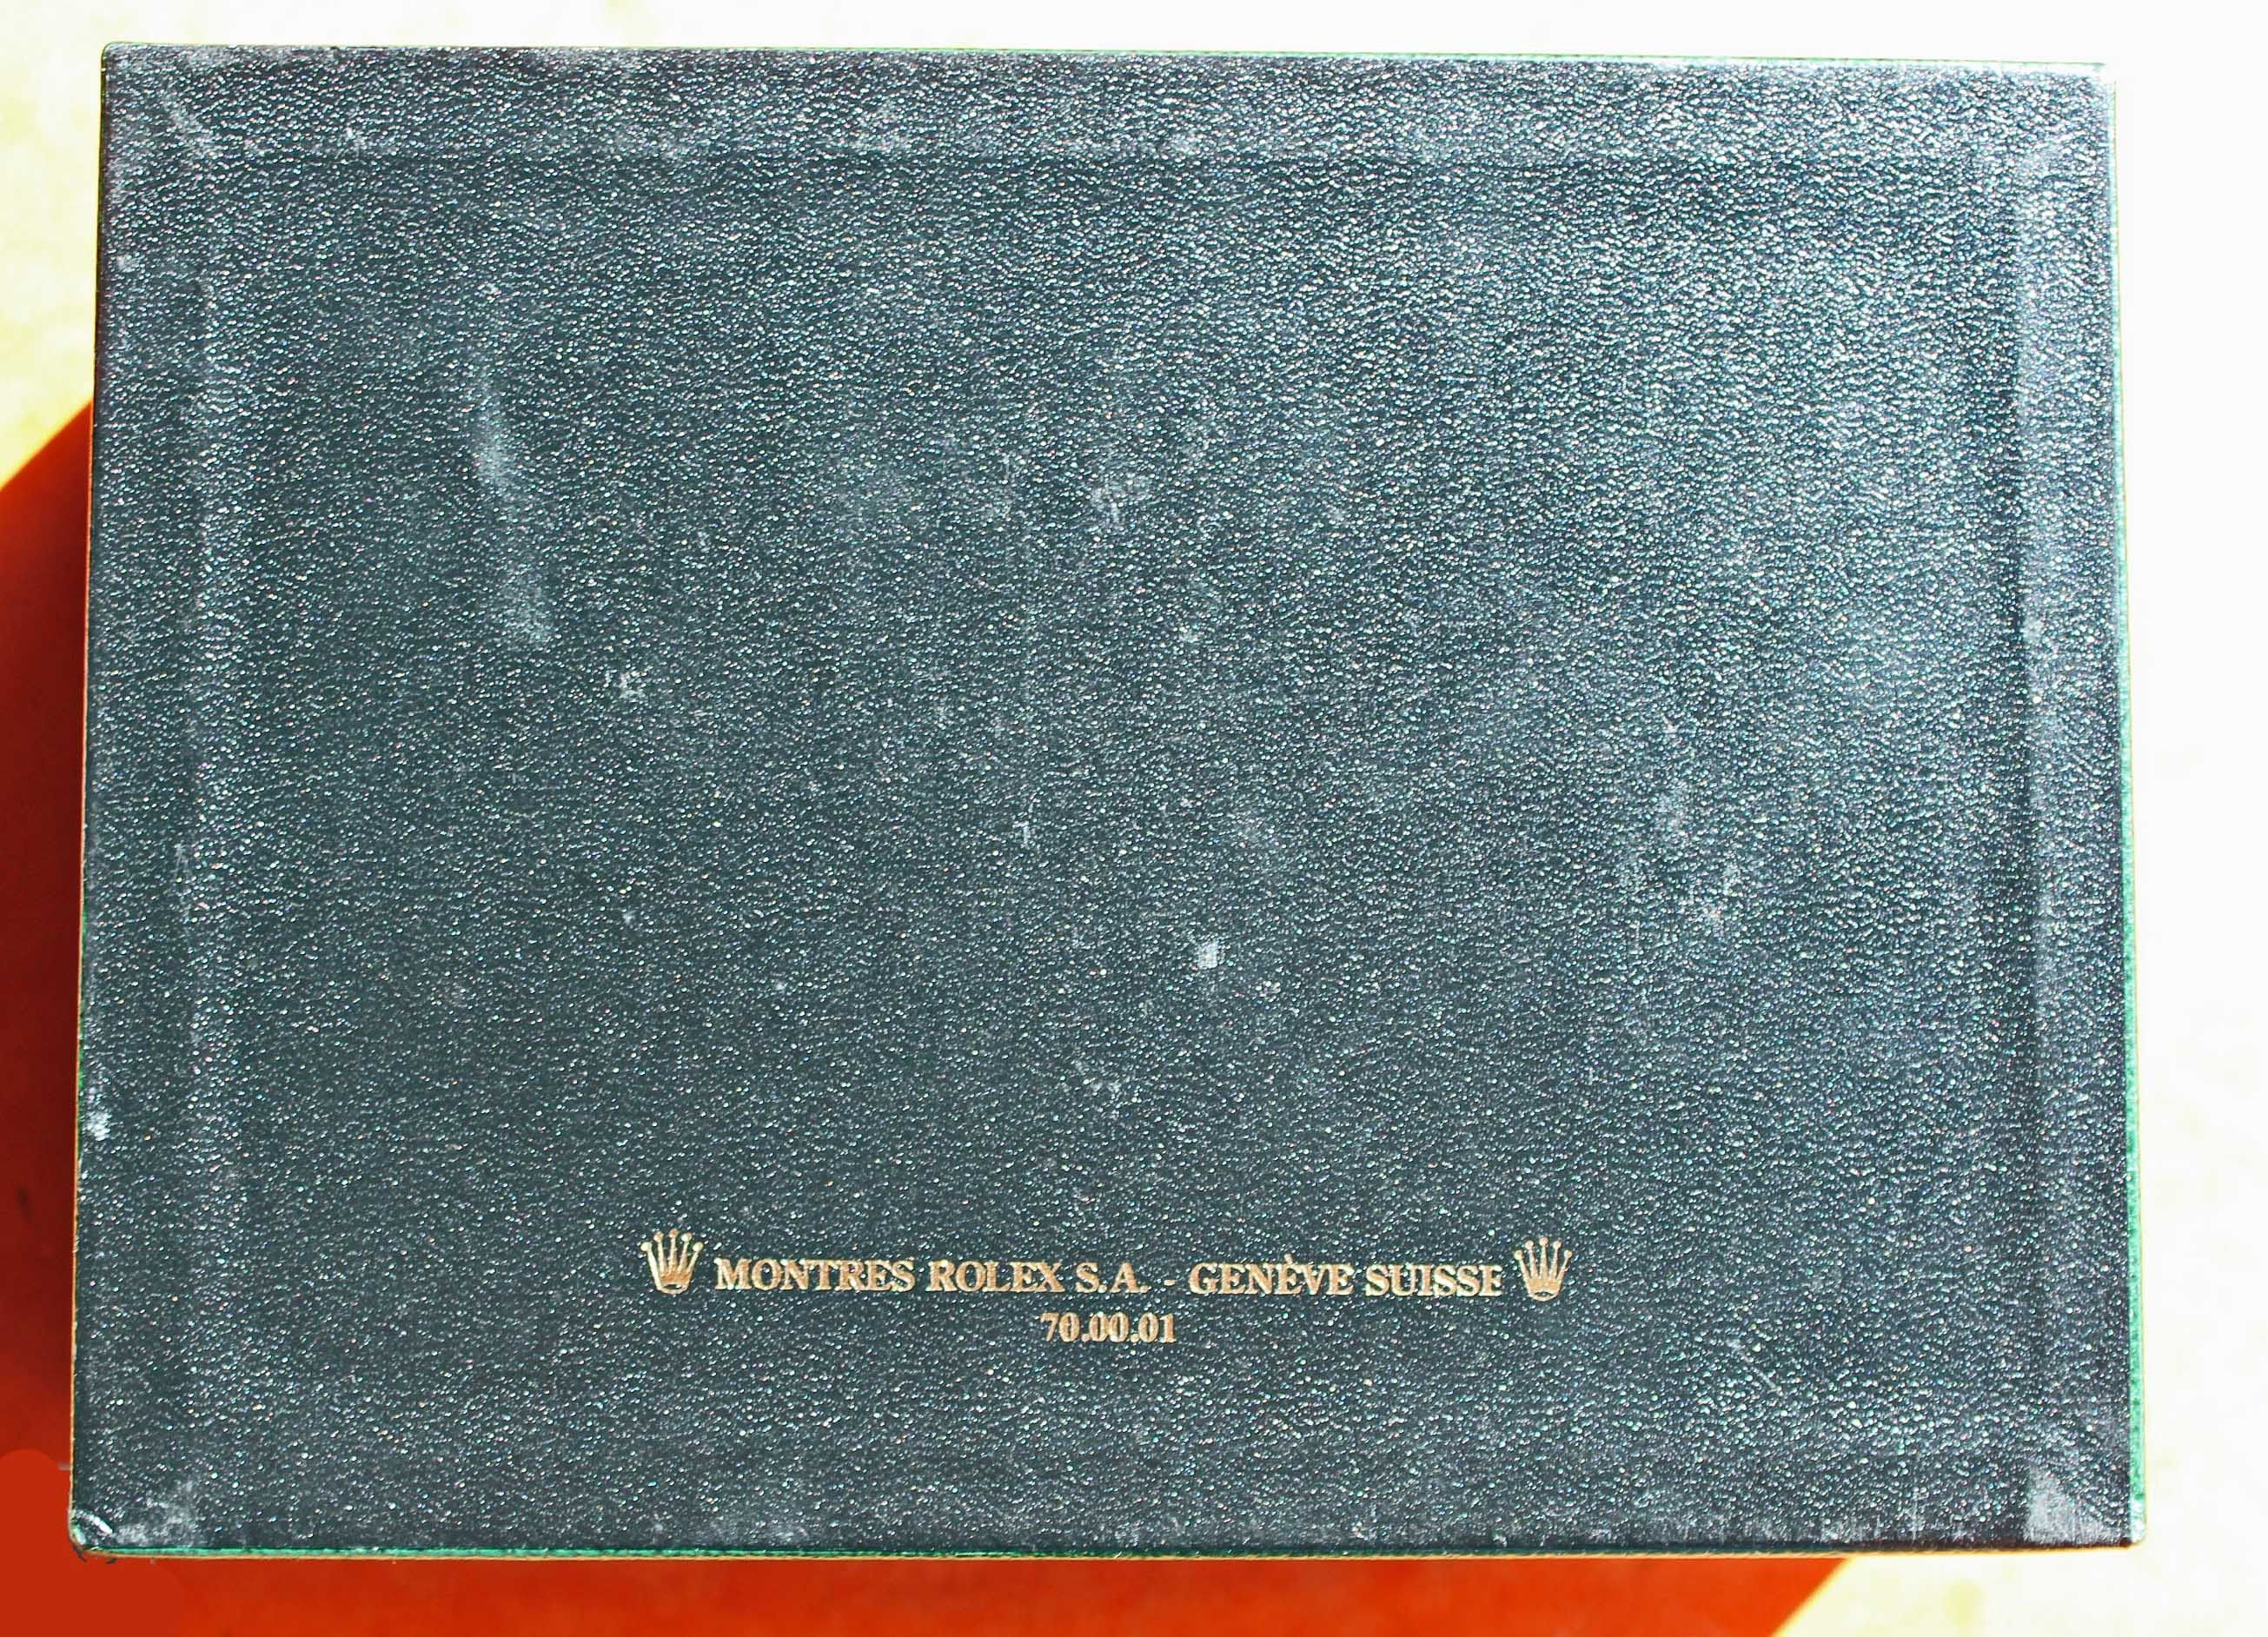 MONTRES ROLEX S.A. - GENÈVE SUISSE
70.00.01